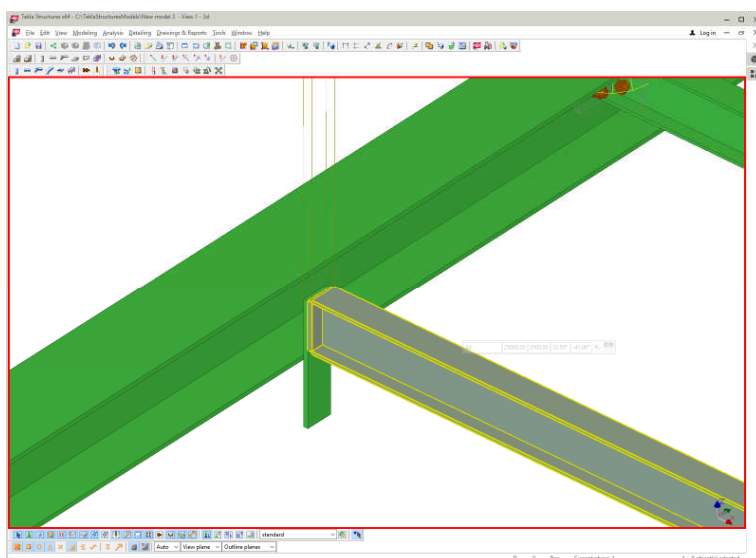 Tekla Structures x64 - C:\TeklaStructuresModels\New model 2 - View 1 - 3d
File Edit View Modeling Analysis Detailing Drawings & Reports Tools Window Help
Log in
standard
Auto View plane Outline planes